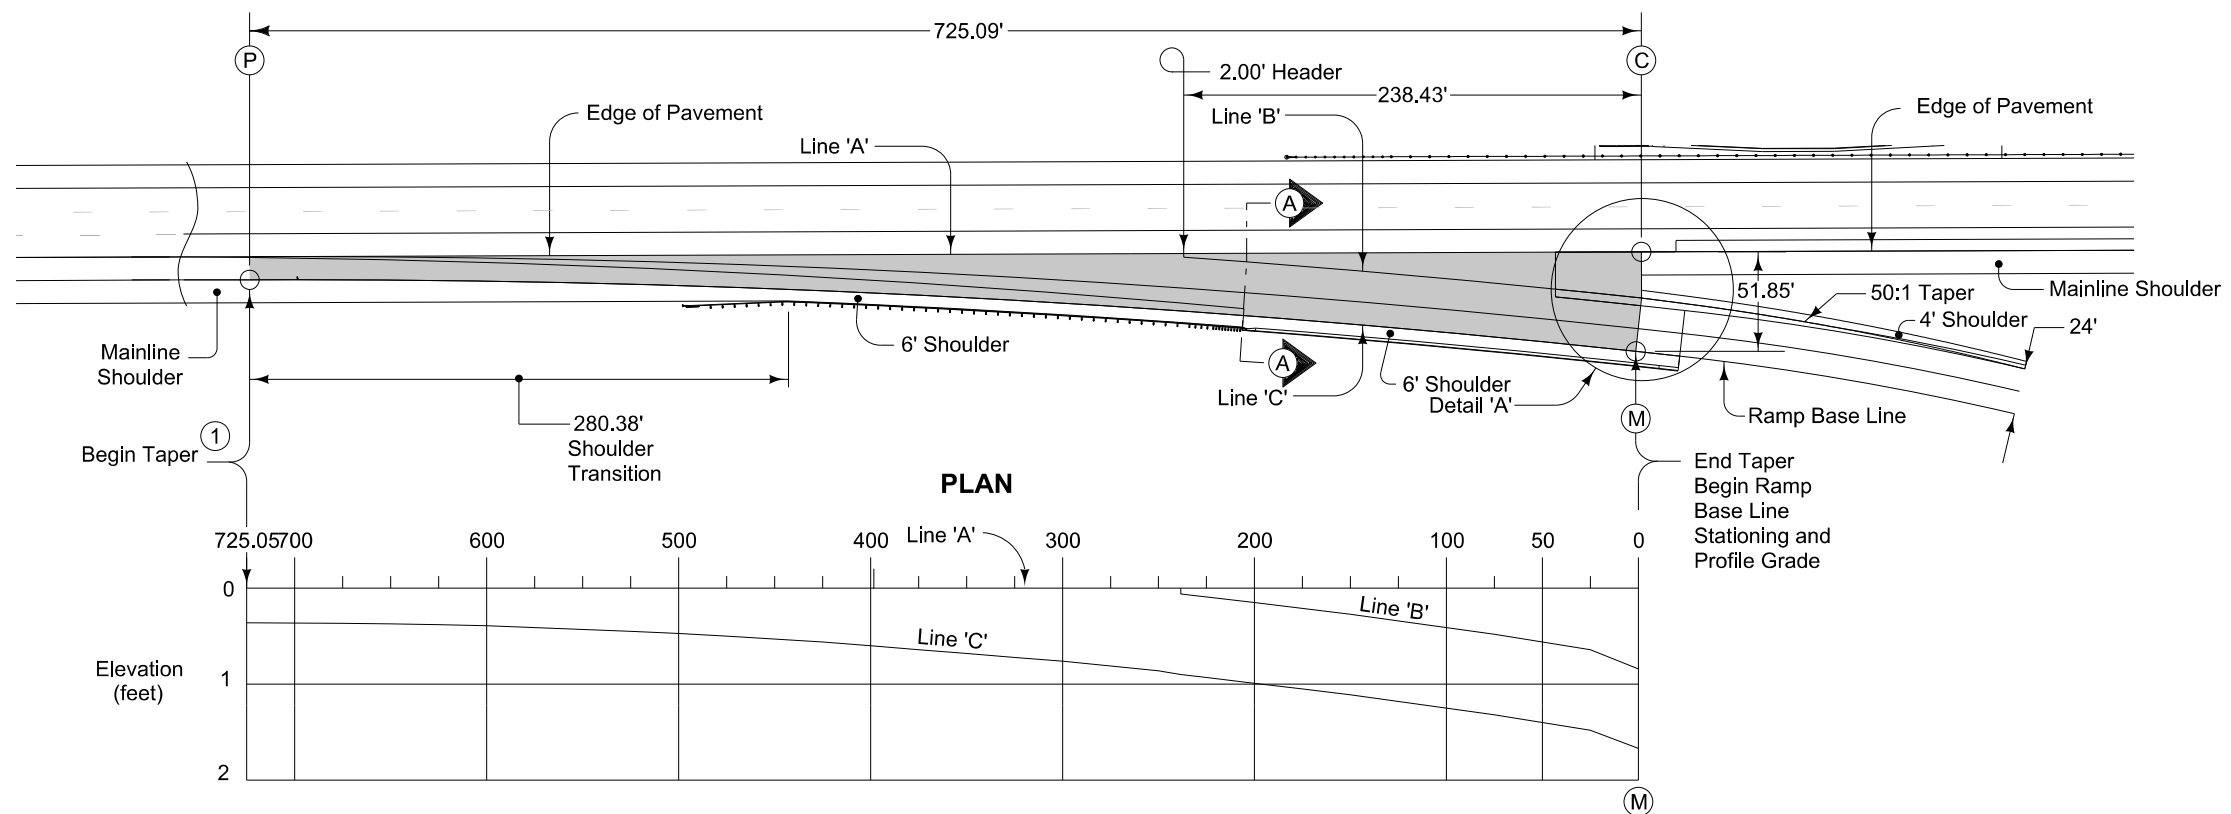 725.09'
P
C
2.00' Header
238.43'
Edge of Pavement
Line 'B'
Edge of Pavement
Line 'A'
A
51.85'
50:1 Taper
Mainline Shoulder
4' Shoulder
24'
Mainline
Shoulder
6' Shoulder
A
6' Shoulder
Line 'C'
Detail 'A'
Ramp Base Line
M
280.38'
Shoulder
Transition
1
Begin Taper
PLAN
End Taper
Begin Ramp
Base Line
Stationing and
Profile Grade
725.05 700 600 500 400 Line 'A' 300 200 100 50 0
0
Line 'B'
Line 'C'
Elevation
(feet)
1
2
M